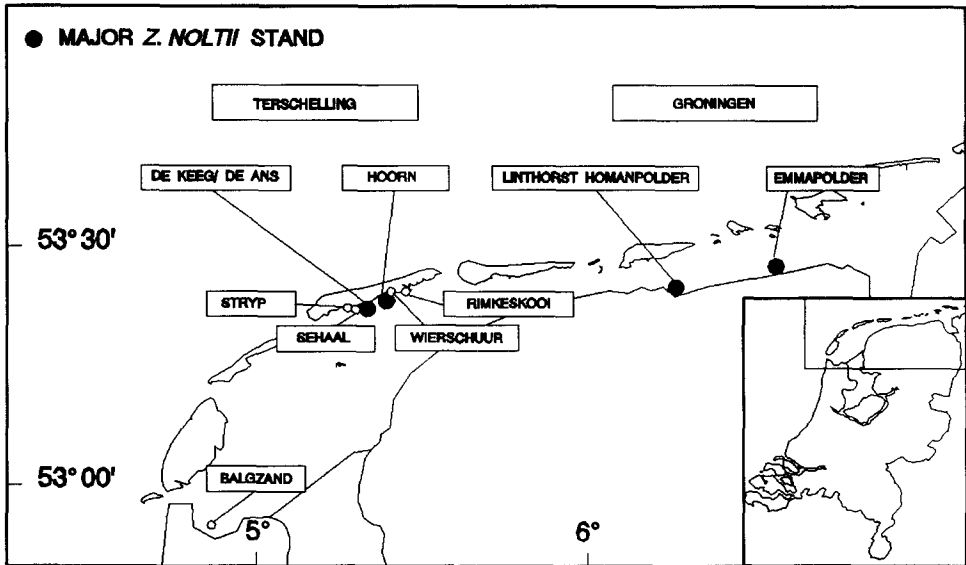 MAJOR Z. NOLTII STAND
TERSCHELLING
GRONINGEN
DE KEEG/ DE ANS
HOORN
LINTHORST HOMANPOLDER
EMMAPOLDER
53° 30'
STRYP
RIMKESKOOI
SEHAAL
WIERSCHUUR
53° 00'
BALGZAND
5°
6°